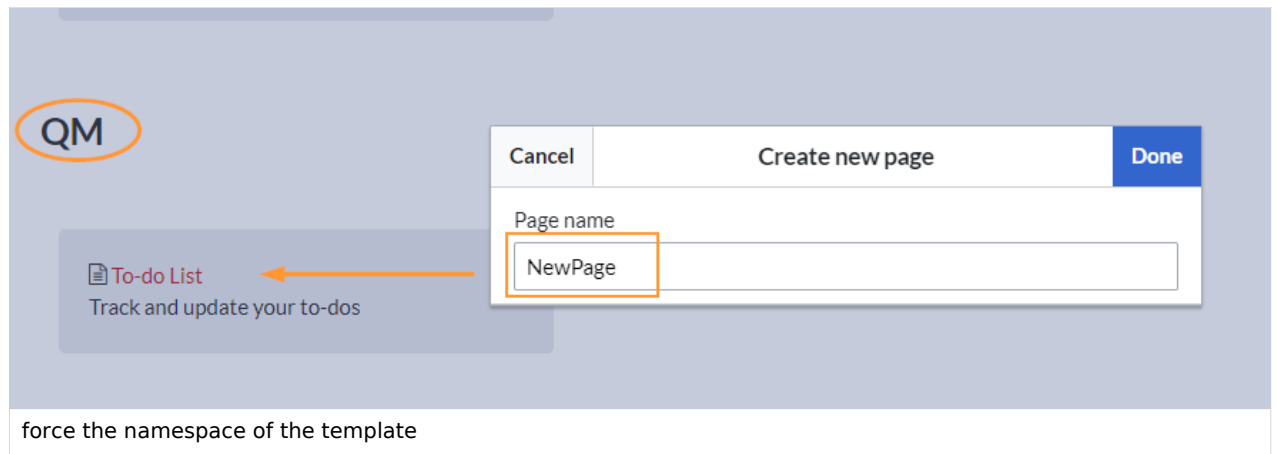 QM
Cancel Create new page Done
Page name
NewPage
To-do List
Track and update your to-dos
force the namespace of the template